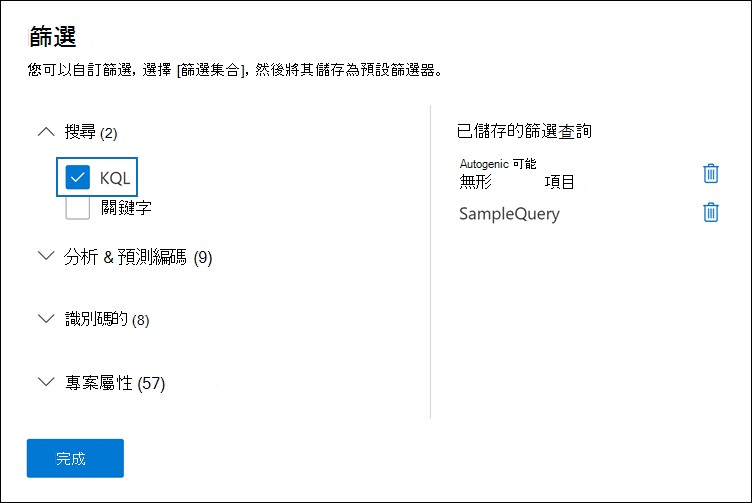 篩選
您可以自訂篩選, 選擇 [篩選集合], 然後將其儲存為預設篩選器。
搜尋 (2)
KQL
關鍵字
分析 & 預測編碼 (9)
識別碼的 (8)
專案屬性 (57)
已儲存的篩選查詢
Autogenic 可能
無形 項目
SampleQuery
完成